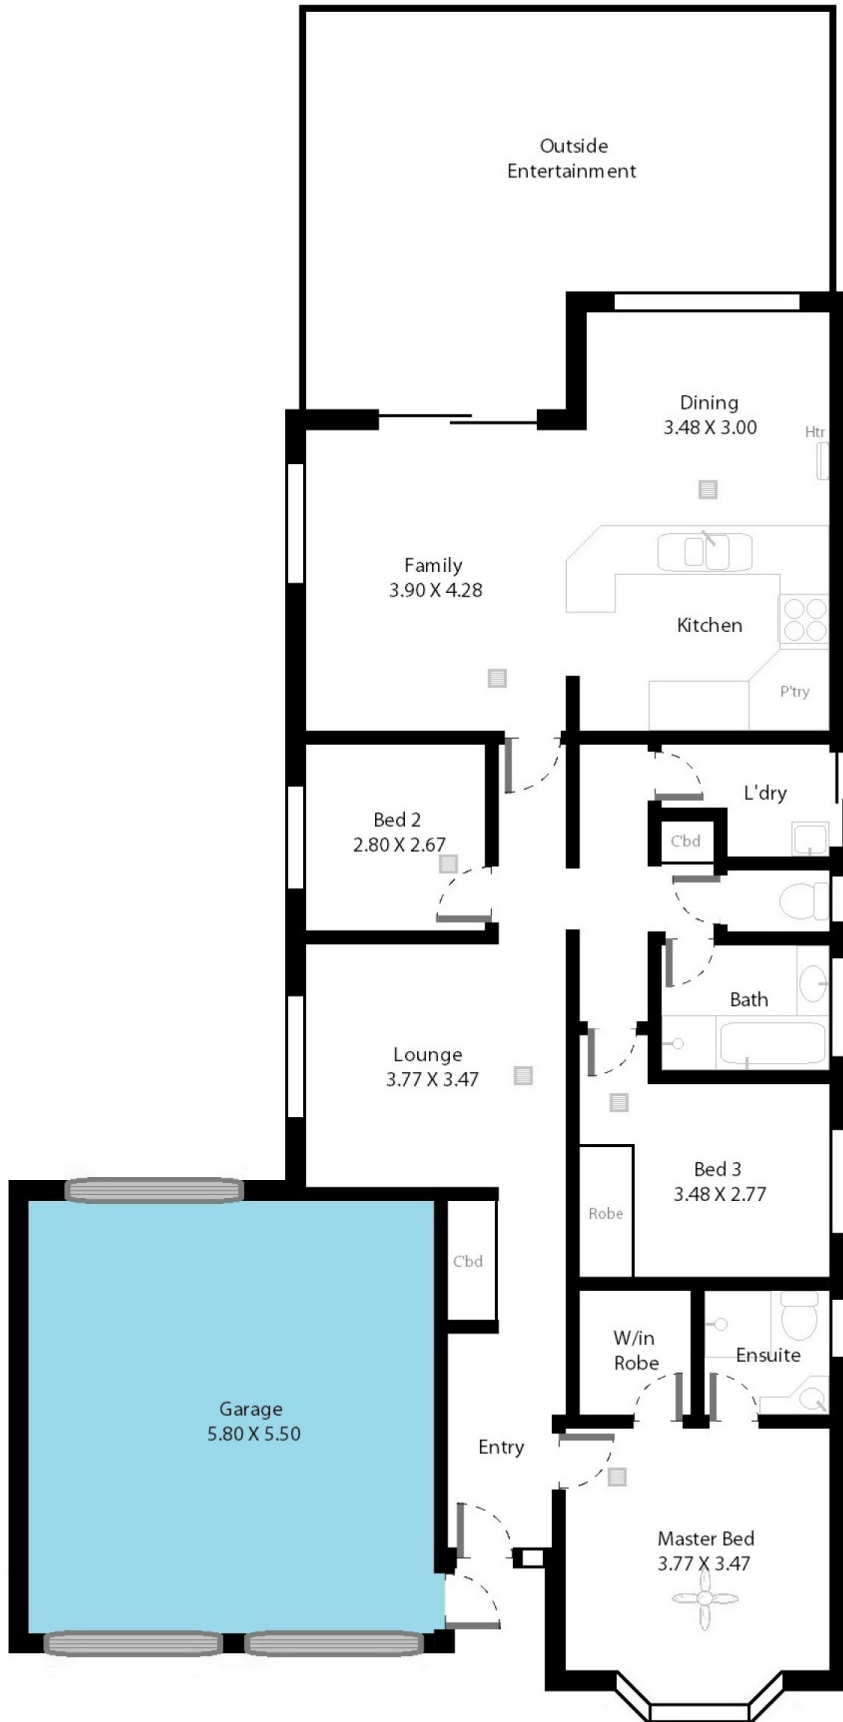 Outside
Entertainment
Dining
3.48 X 3.00
Htr
Family
3.90 X 4.28
Kitchen
P'try
L'dry
Bed 2
2.80 X 2.67
C'bd
Bath
Lounge
3.77 X 3.47
Bed 3
3.48 X 2.77
Robe
C'bd
W/in
Robe
Ensuite
Garage
5.80 X 5.50
Entry
Master Bed
3.77 X 3.47